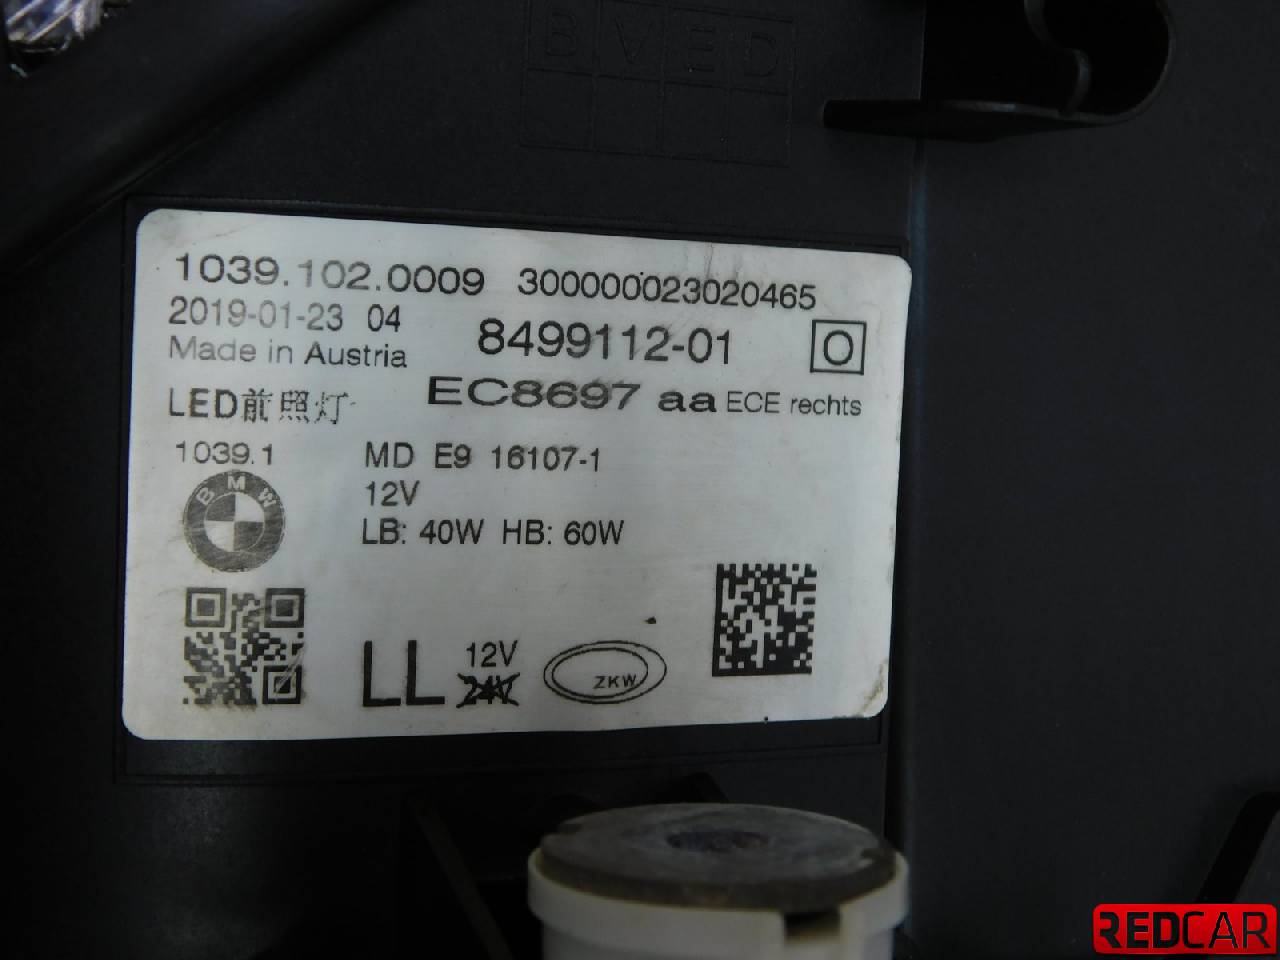 BVED
1039.102.0009 300000023020465
2019-01-23 04 8499112-01 O
Made in Austria
LED前照灯 EC8697 aa ECE rechts
1039.1 MD E9 16107-1
BMW
12V
LB: 40W HB: 60W
LL 12V
24V
ZKW
REDCAR